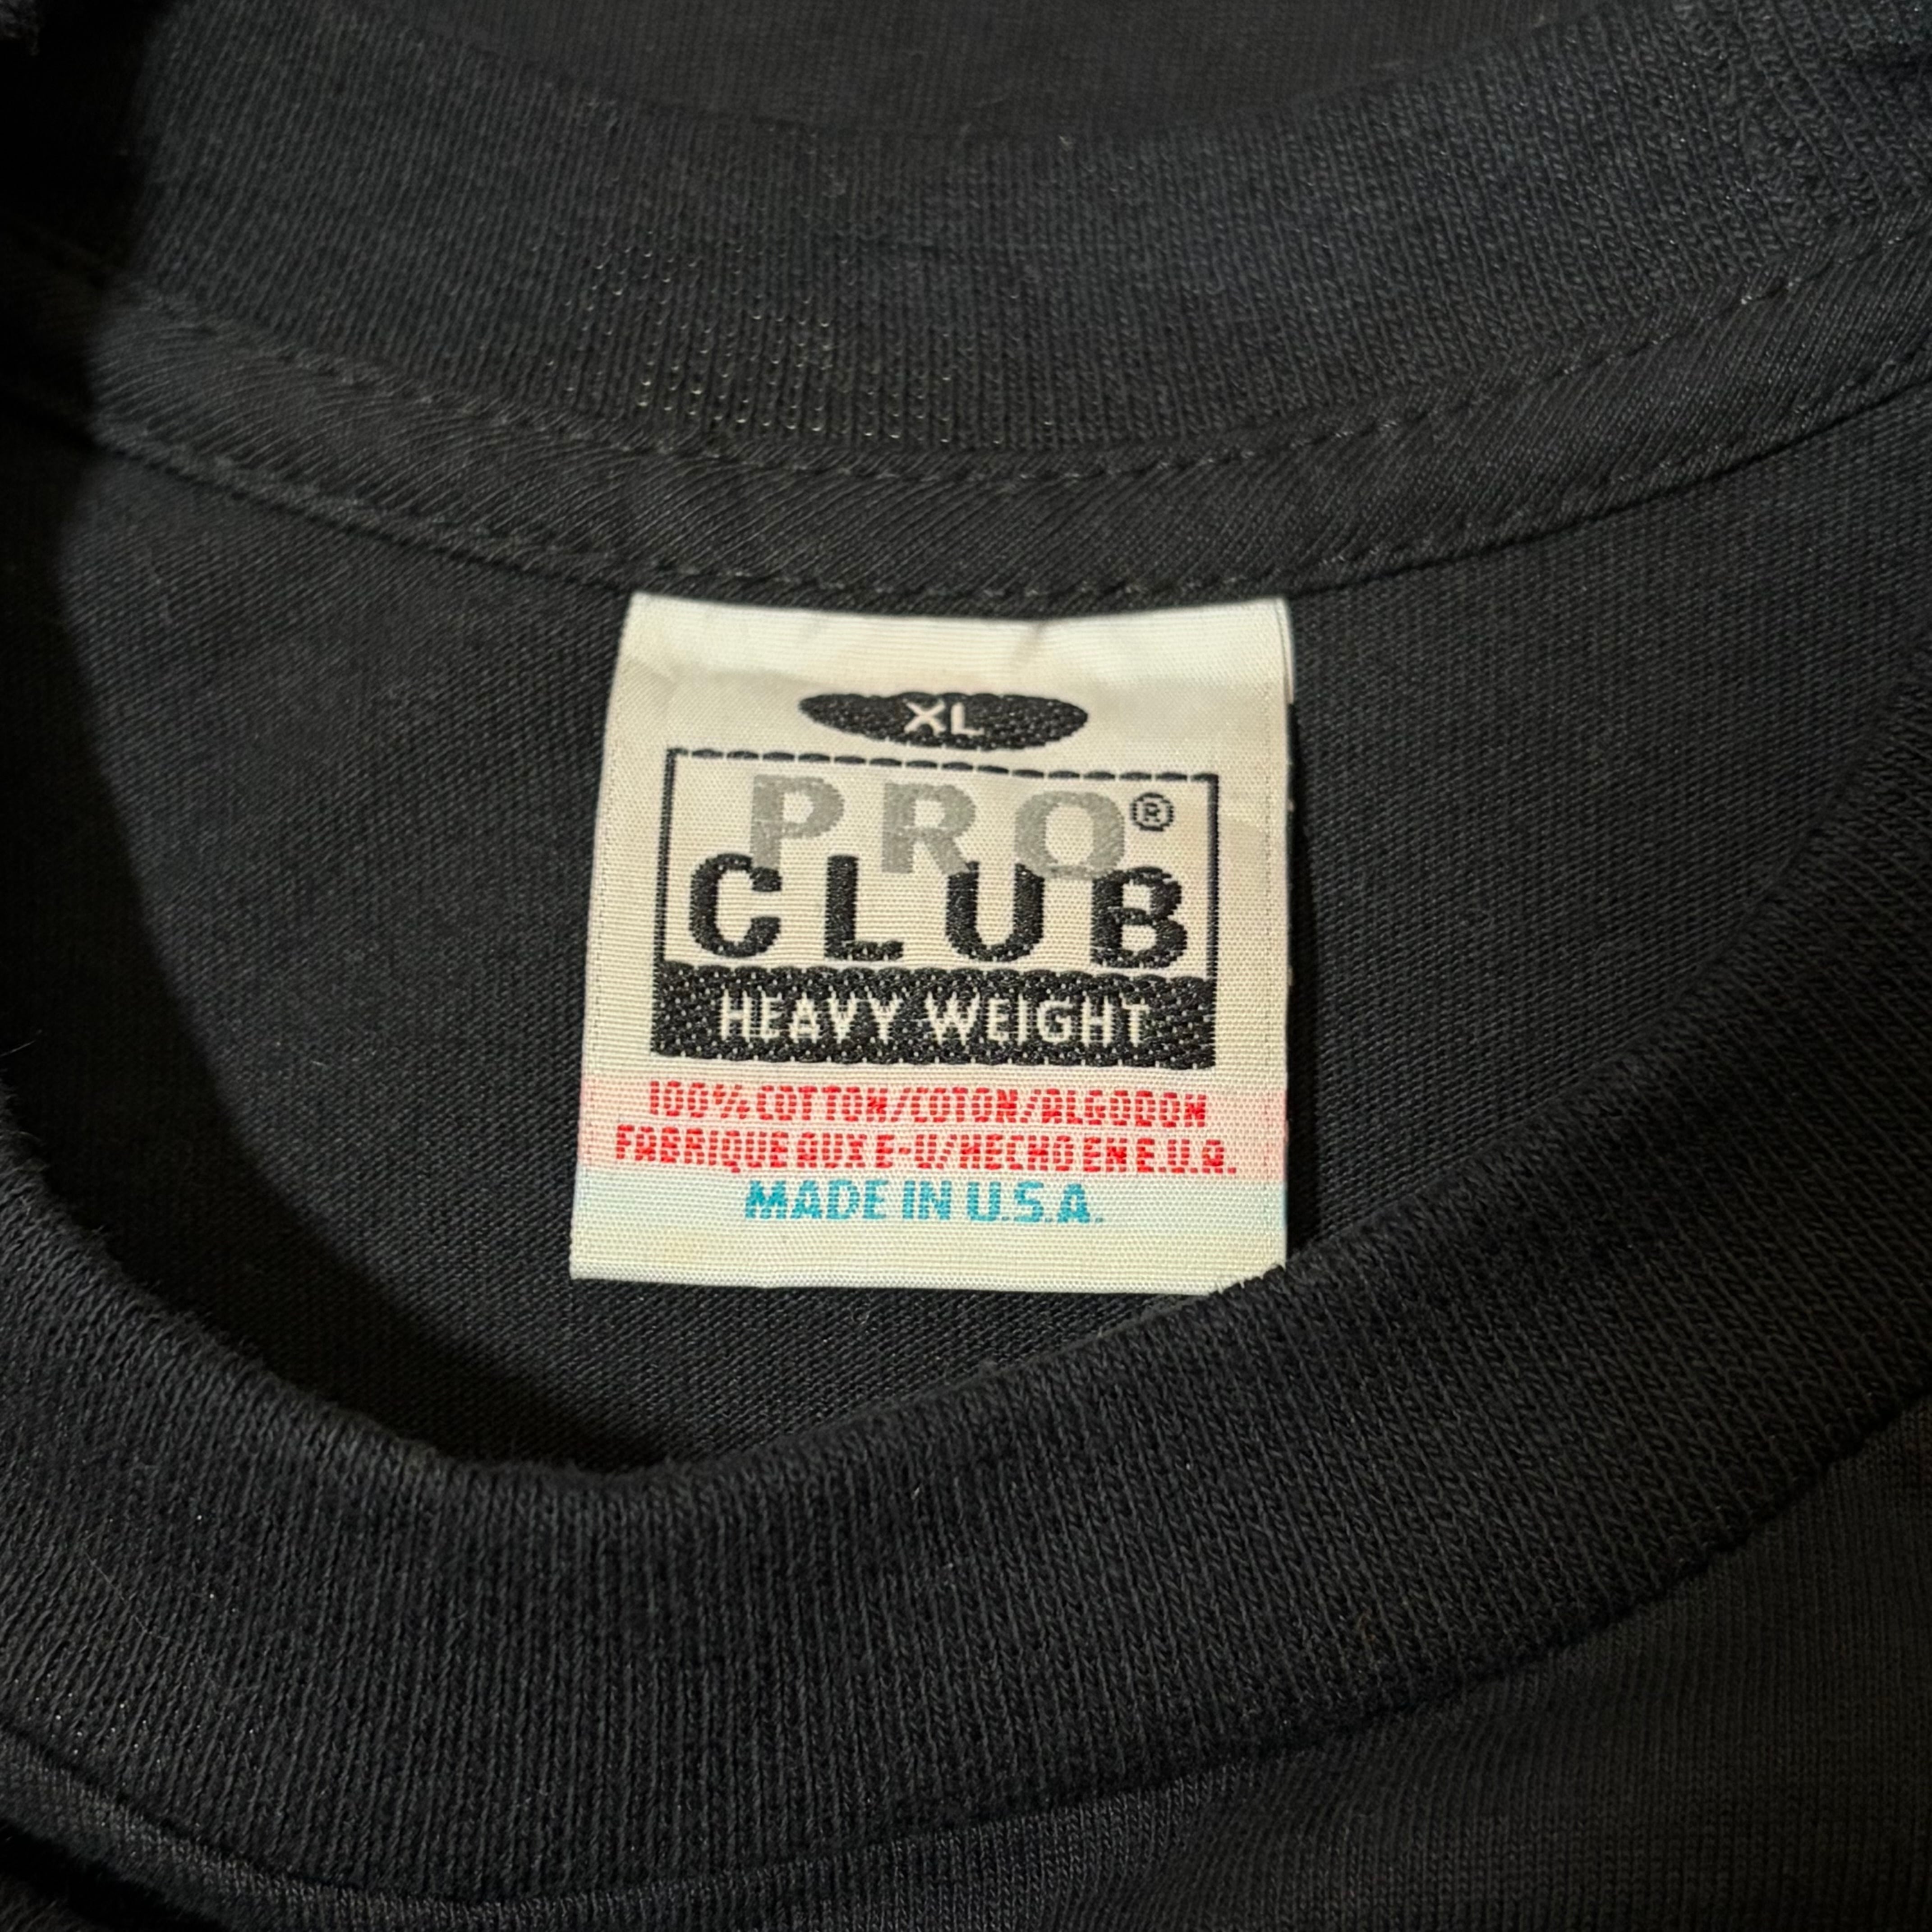 XL
PRO®
CLUB
HEAVY WEIGHT
100% COTTON/COTON/ALGODON
FABRIQUE AUX E-U/HECHO EN E.U.A.
MADE IN U.S.A.